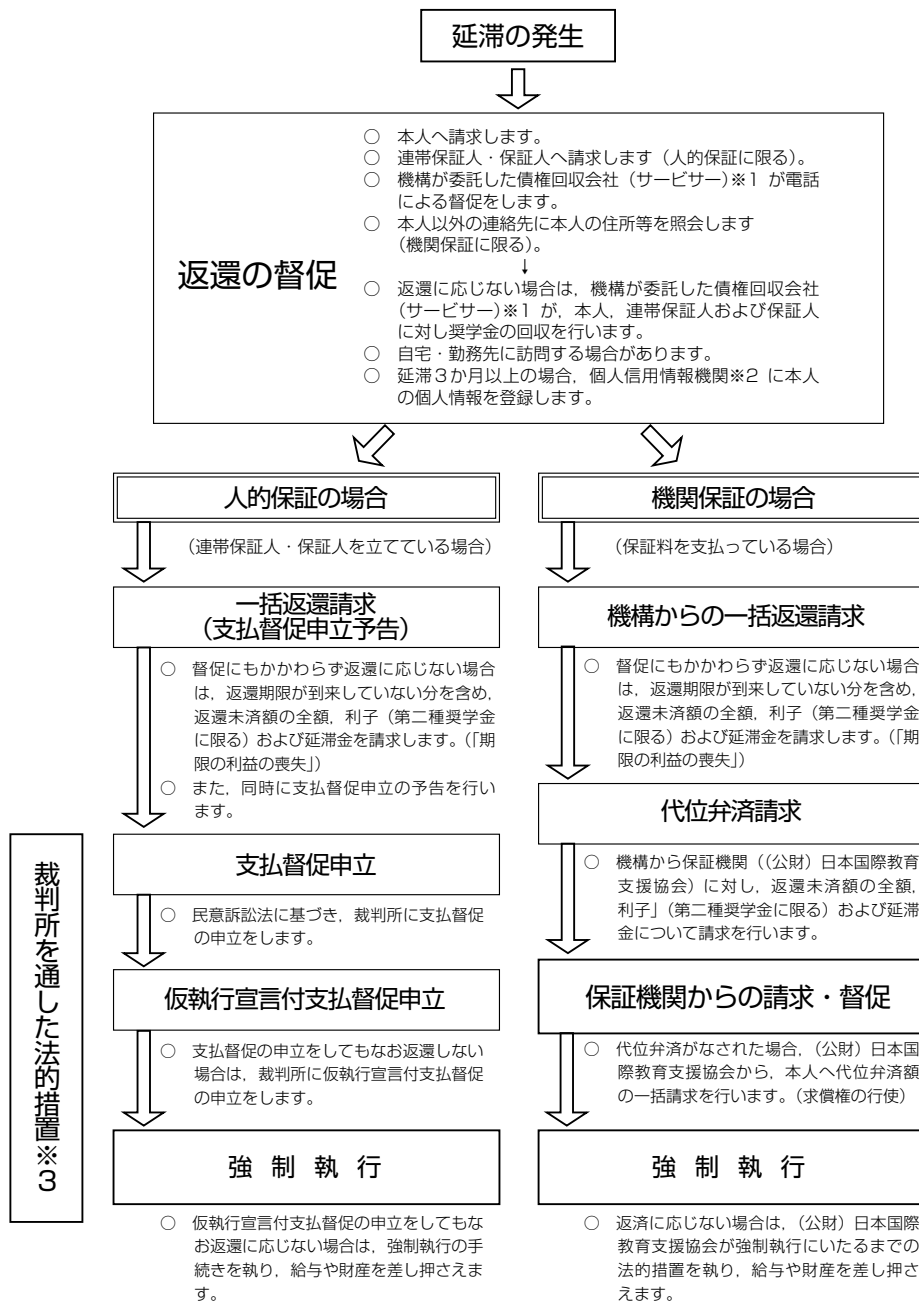 延滞の発生
返還の督促
○ 本人へ請求します。
○ 連帯保証人・保証人へ請求します（人的保証に限る）。
○ 機構が委託した債権回収会社（サービサー）※1 が電話
による督促をします。
○ 本人以外の連絡先に本人の住所等を照会します
（機関保証に限る）。
↓
○ 返還に応じない場合は，機構が委託した債権回収会社
（サービサー）※1 が，本人，連帯保証人および保証人
に対し奨学金の回収を行います。
○ 自宅・勤務先に訪問する場合があります。
○ 延滞３か月以上の場合，個人信用情報機関※2 に本人
の個人情報を登録します。
人的保証の場合
（連帯保証人・保証人を立てている場合）
一括返還請求
（支払督促申立予告）
○ 督促にもかかわらず返還に応じない場合
は，返還期限が到来していない分を含め，
返還未済額の全額，利子（第二種奨学金
に限る）および延滞金を請求します。（「期
限の利益の喪失」）
○ また，同時に支払督促申立の予告を行い
ます。
裁判所を通した法的措置※３
支払督促申立
○ 民意訴訟法に基づき，裁判所に支払督促
の申立をします。
仮執行宣言付支払督促申立
○ 支払督促の申立をしてもなお返還しない
場合は，裁判所に仮執行宣言付支払督促
の申立をします。
強 制 執 行
○ 仮執行宣言付支払督促の申立をしてもな
お返還に応じない場合は，強制執行の手
続きを執り，給与や財産を差し押さえま
す。
機関保証の場合
（保証料を支払っている場合）
機構からの一括返還請求
○ 督促にもかかわらず返還に応じない場合
は，返還期限が到来していない分を含め，
返還未済額の全額，利子（第二種奨学金
に限る）および延滞金を請求します。（「期
限の利益の喪失」）
代位弁済請求
○ 機構から保証機関（（公財）日本国際教育
支援協会）に対し，返還未済額の全額，
利子」（第二種奨学金に限る）および延滞
金について請求を行います。
保証機関からの請求・督促
○ 代位弁済がなされた場合，（公財）日本国
際教育支援協会から，本人へ代位弁済額
の一括請求を行います。（求償権の行使）
強 制 執 行
○ 返済に応じない場合は，（公財）日本国際
教育支援協会が強制執行にいたるまでの
法的措置を執り，給与や財産を差し押さ
えます。